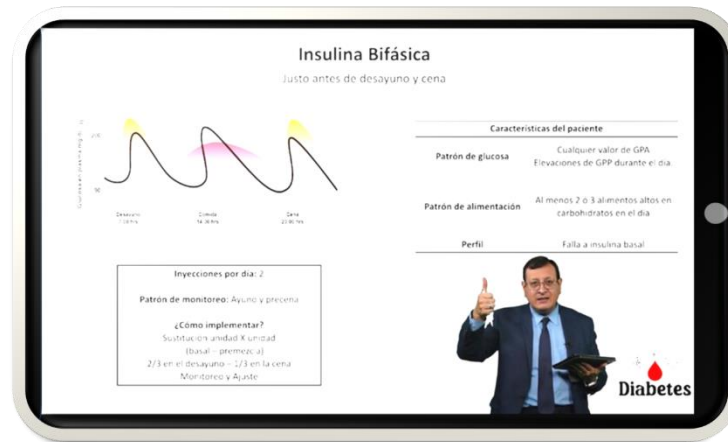 Insulina Bifásica
Justo antes de desayuno y cena
Desayuno
Comida
Cena
Características del paciente
Patrón de glucosa
Cualquier valor de GPA
Elevaciones de GPP durante el día
Patrón de alimentación
Al menos 2 ó 3 alimentos altos en
carbohidratos en el día
Perfil
Falla a insulina basal
Inyecciones por día: 2
Patrón de monitoreo: Ayuno y precena
¿Cómo implementar?
Sustitución unidad X unidad
(basal – premezcla)
2/3 en el desayuno – 1/3 en la cena
Monitoreo y Ajuste
Diabetes